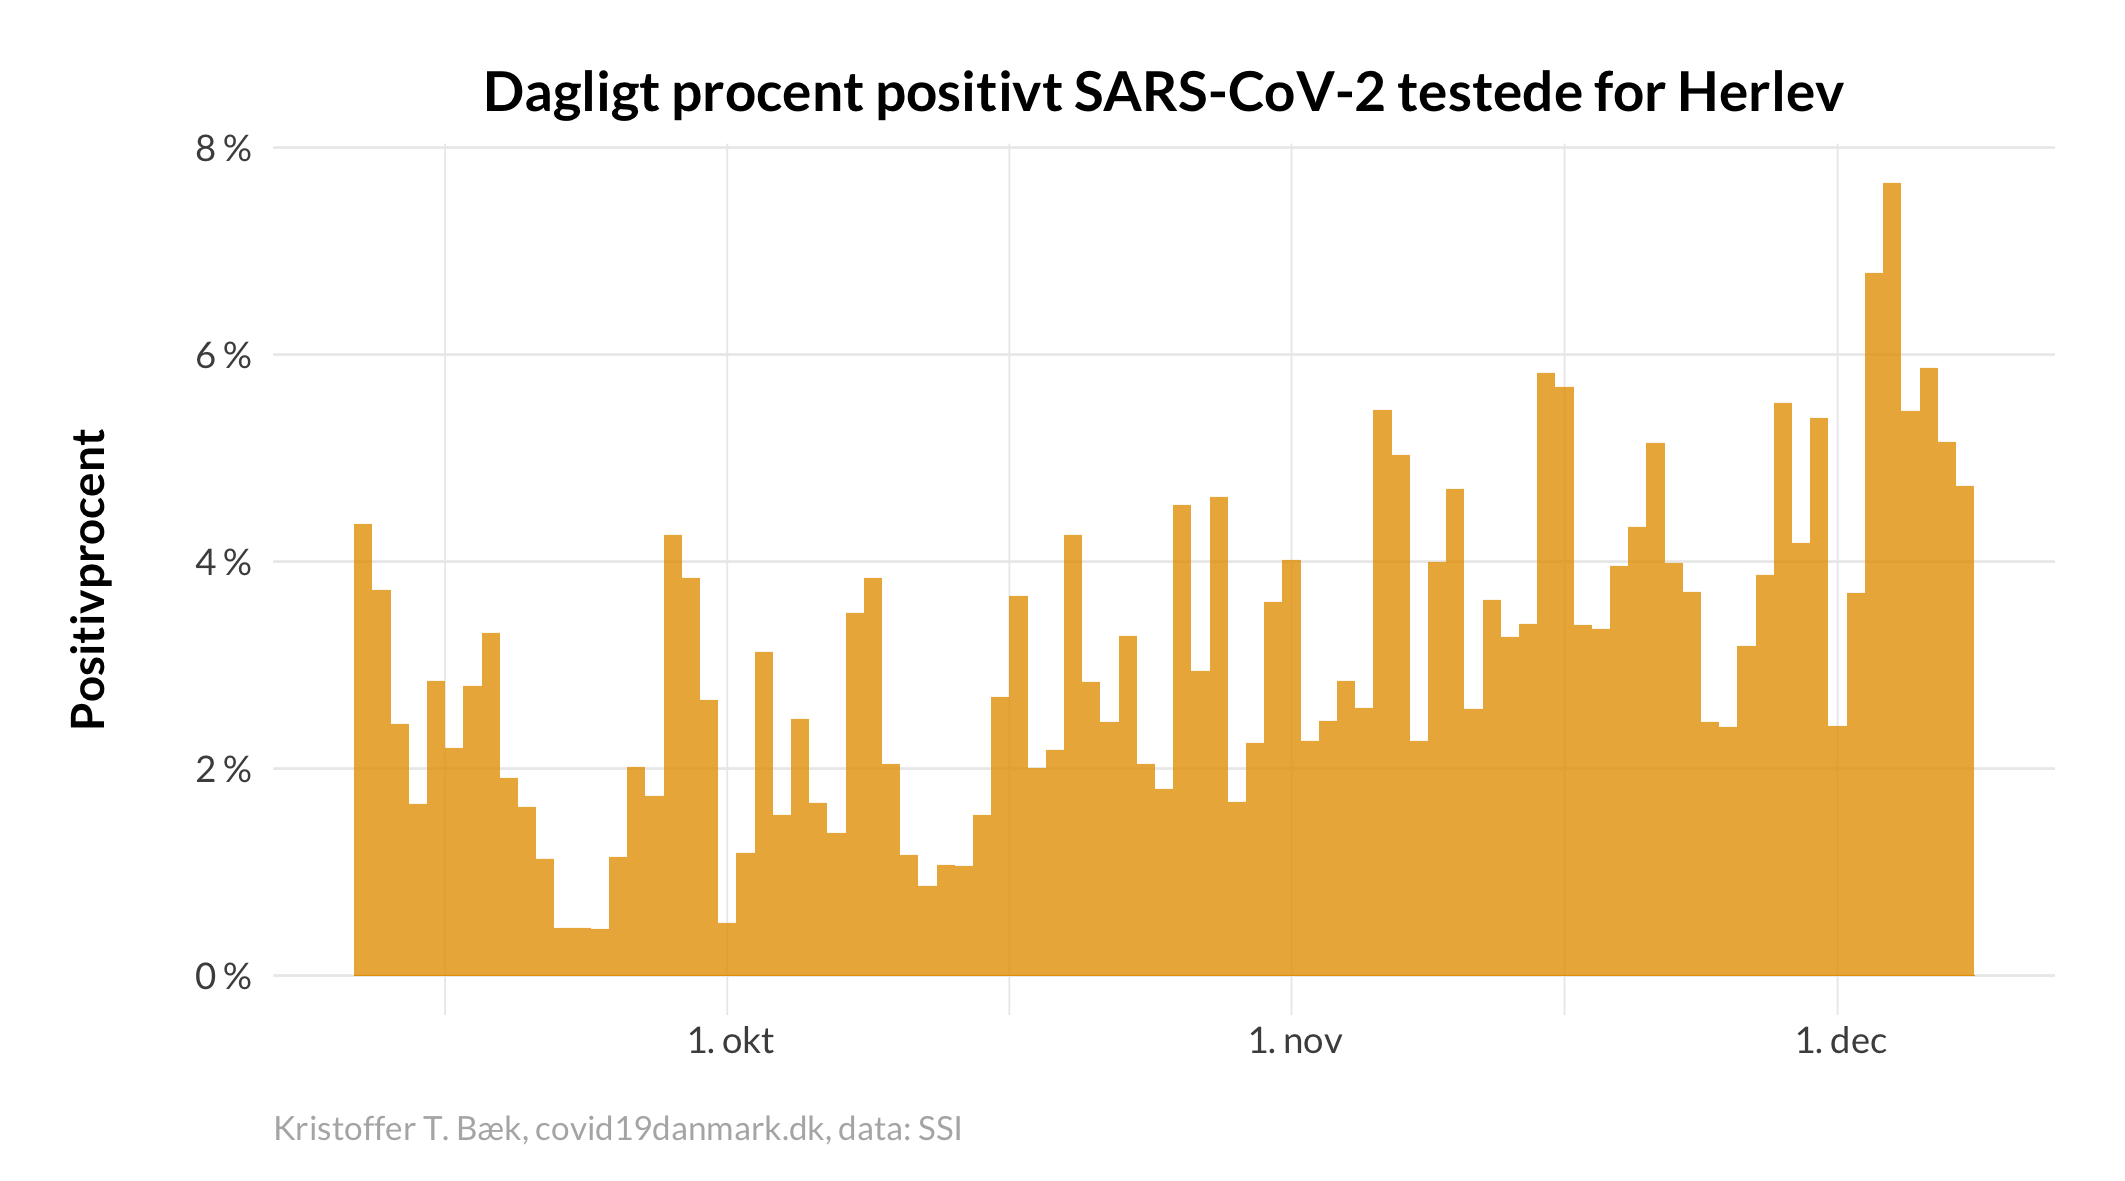 Dagligt procent positivt SARS-CoV-2 testede for Herlev
8 %
6 %
4 %
2 %
0 %
Positivprocent
1. okt
1. nov
1. dec
Kristoffer T. Bæk, covid19danmark.dk, data: SSI